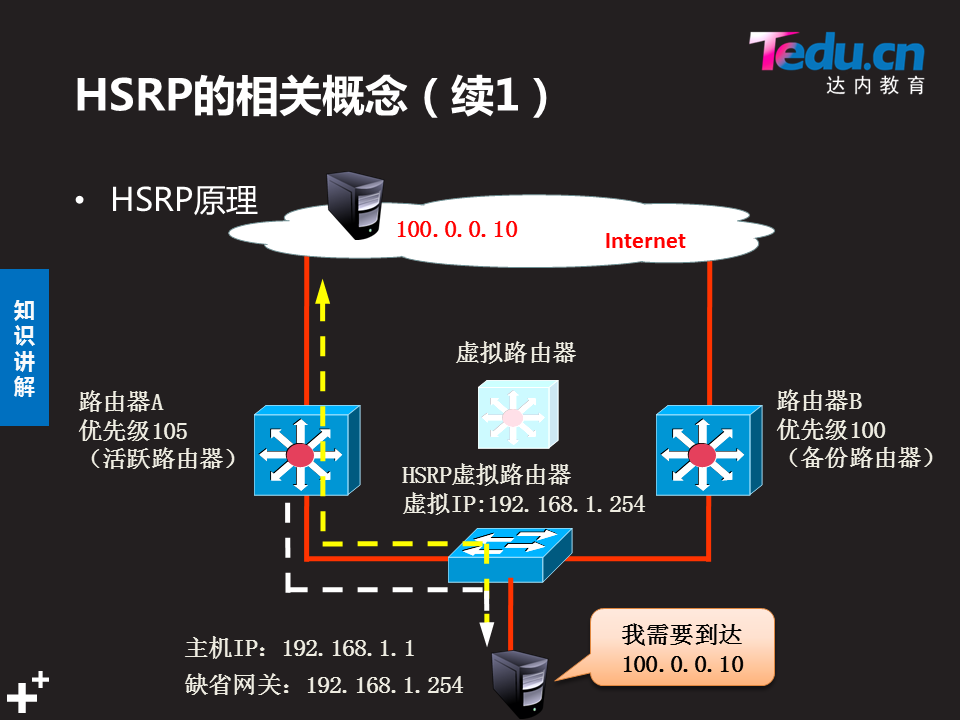 Tedu.cn
达内教育
HSRP的相关概念（续1）
• HSRP原理
100.0.0.10
Internet
知识讲解
虚拟路由器
路由器A
优先级105
（活跃路由器）
路由器B
优先级100
（备份路由器）
HSRP虚拟路由器
虚拟IP:192.168.1.254
我需要到达
100.0.0.10
主机IP：192.168.1.1
缺省网关：192.168.1.254